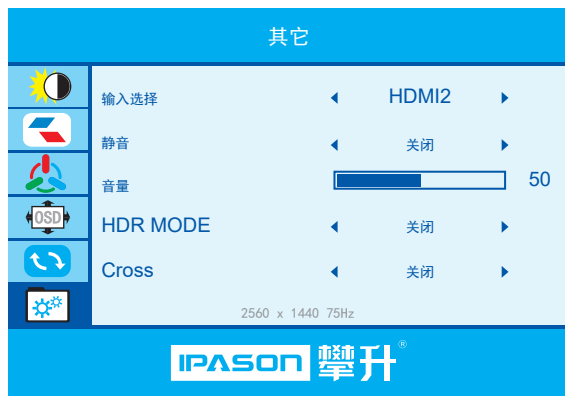 其它
输入选择 HDMI2
静音 关闭
音量 50
HDR MODE 关闭
OSD
Cross 关闭
2560 x 1440 75Hz
IPASON 攀升®